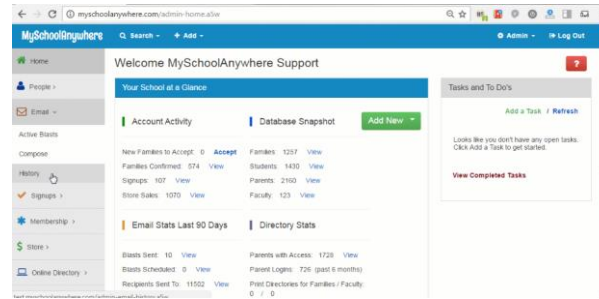 myschoolanywhere.com/admin-home.a5w
MySchoolAnywhere Search + Add Admin Log Out
Home
People
Email
Active Blasts
Compose
History
Signups
Membership
Store
Online Directory
Welcome MySchoolAnywhere Support ?
Your School at a Glance
Account Activity
New Families to Accept: 0 Accept
Families Confirmed: 574 View
Signups: 107 View
Store Sales: 1070 View
Database Snapshot Add New
Families: 1257 View
Students: 1430 View
Parents: 2160 View
Faculty: 123 View
Email Stats Last 90 Days
Blasts Sent: 10 View
Blasts Scheduled: 0 View
Recipients Sent To: 11502 View
Directory Stats
Parents with Access: 1728 View
Parent Logins: 726 (past 6 months)
Print Directories for Families / Faculty:
0 / 0
Tasks and To Do's
Add a Task / Refresh
Looks like you don't have any open tasks.
Click Add a Task to get started.
View Completed Tasks